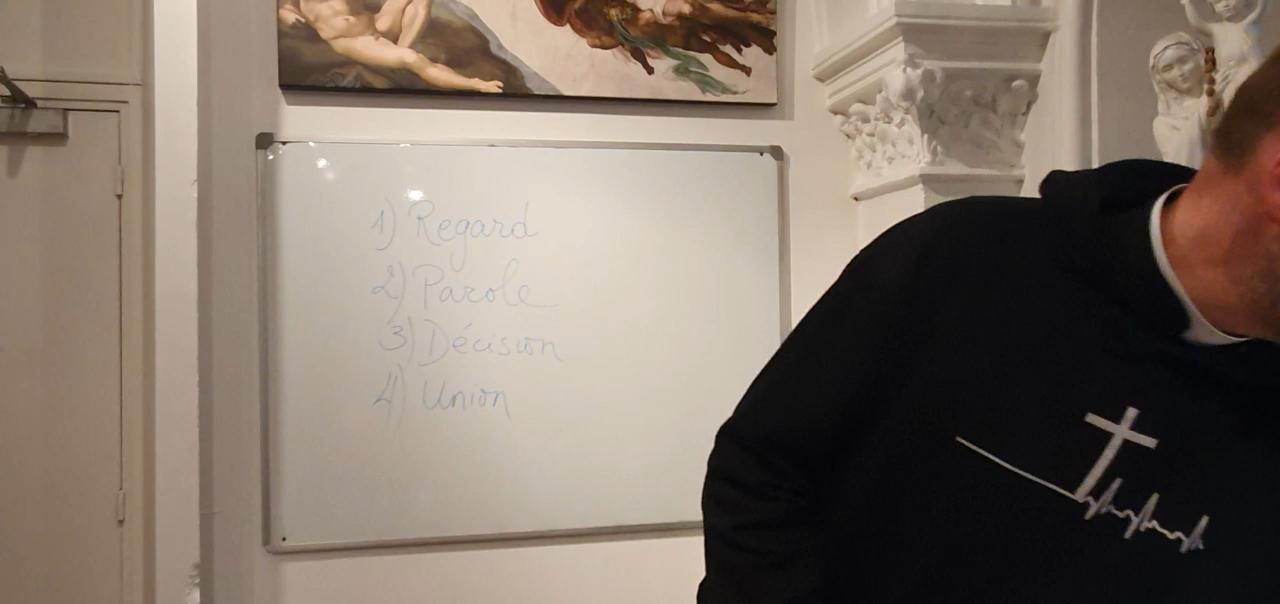 1) Regard
2) Parole
3) Décision
4) Union